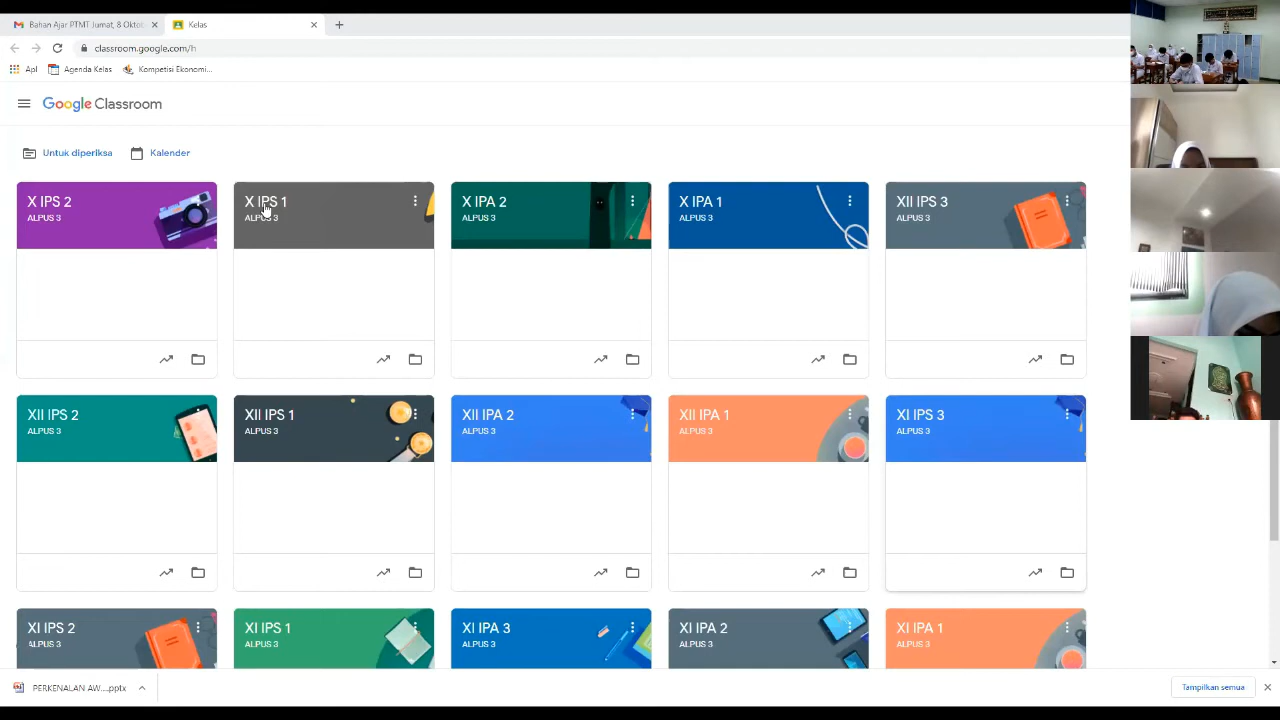 Bahan Ajar PTMT Jumat, 8 Oktob
Kelas
classroom.google.com/h
Apl
Agenda Kelas
Kompetisi Ekonomi...
Google Classroom
Untuk diperiksa
Kalender
X IPS 2
ALPUS 3
X IPS 1
ALPUS 3
X IPA 2
ALPUS 3
X IPA 1
ALPUS 3
XII IPS 3
ALPUS 3
XII IPS 2
ALPUS 3
XII IPS 1
ALPUS 3
XII IPA 2
ALPUS 3
XII IPA 1
ALPUS 3
XI IPS 3
ALPUS 3
XI IPS 2
ALPUS 3
XI IPS 1
ALPUS 3
XI IPA 3
ALPUS 3
XI IPA 2
ALPUS 3
XI IPA 1
ALPUS 3
PERKENALAN AW....pptx
Tampilkan semua